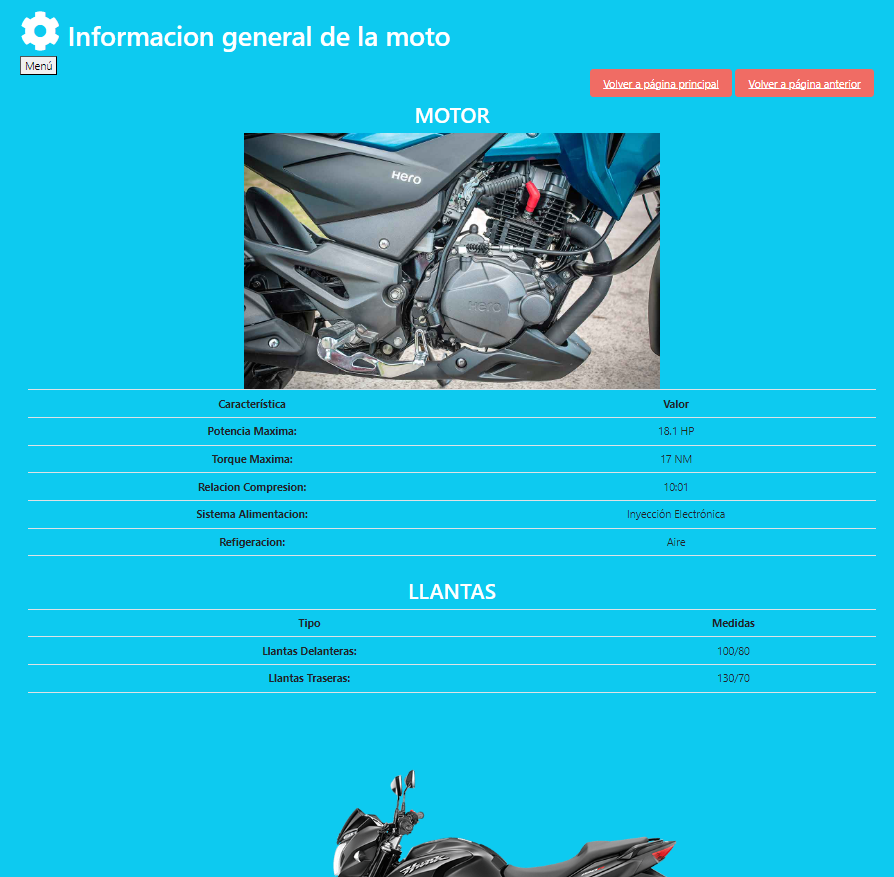 Informacion general de la moto
Menú
Volver a página principal Volver a página anterior
MOTOR
Hero
Hero
Característica Valor
Potencia Maxima: 18.1 HP
Torque Maxima: 17 NM
Relacion Compresion: 10:01
Sistema Alimentacion: Inyección Electrónica
Refigeracion: Aire
LLANTAS
Tipo Medidas
Llantas Delanteras: 100/80
Llantas Traseras: 130/70
Hunk